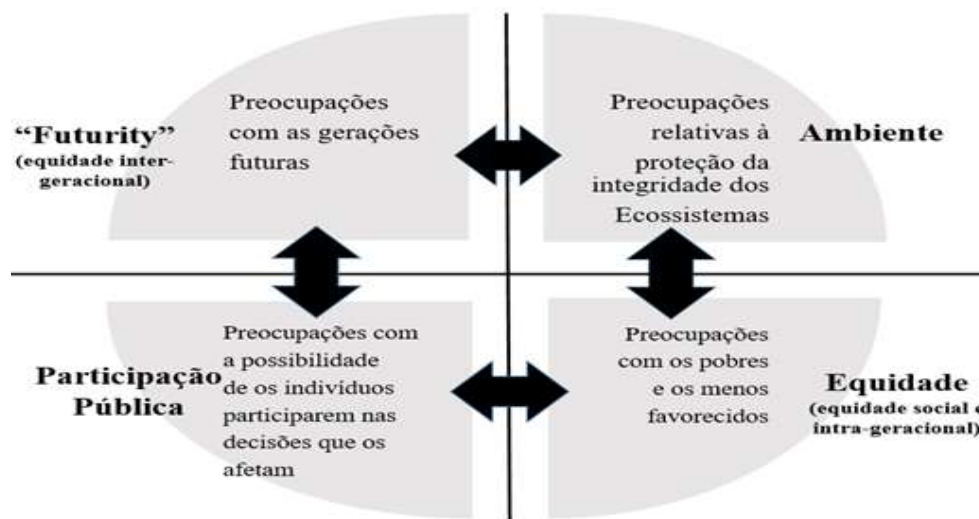 “Futurity”
(equidade inter-
geracional)
Preocupações
com as gerações
futuras
Preocupações
relativas à
proteção da
integridade dos
Ecossistemas
Ambiente
Participação
Pública
Preocupações com
a possibilidade
de os indivíduos
participarem nas
decisões que os
afetam
Preocupações
com os pobres
e os menos
favorecidos
Equidade
(equidade social e
intra-geracional)